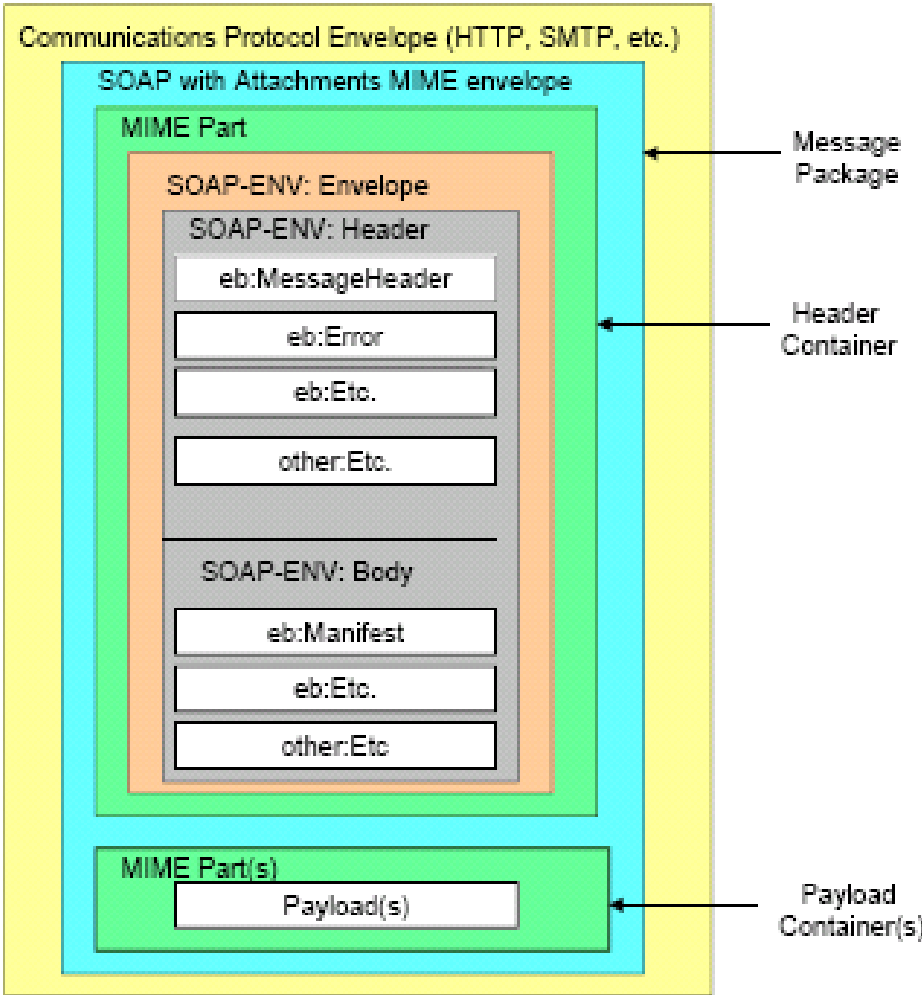 Communications Protocol Envelope (HTTP, SMTP, etc.)
SOAP with Attachments MIME envelope
MIME Part
Message
Package
SOAP-ENV: Envelope
SOAP-ENV: Header
eb:MessageHeader
Header
Container
eb:Error
eb:Etc.
other:Etc.
SOAP-ENV: Body
eb:Manifest
eb:Etc.
other:Etc
MIME Part(s)
Payload(s)
Payload
Container(s)